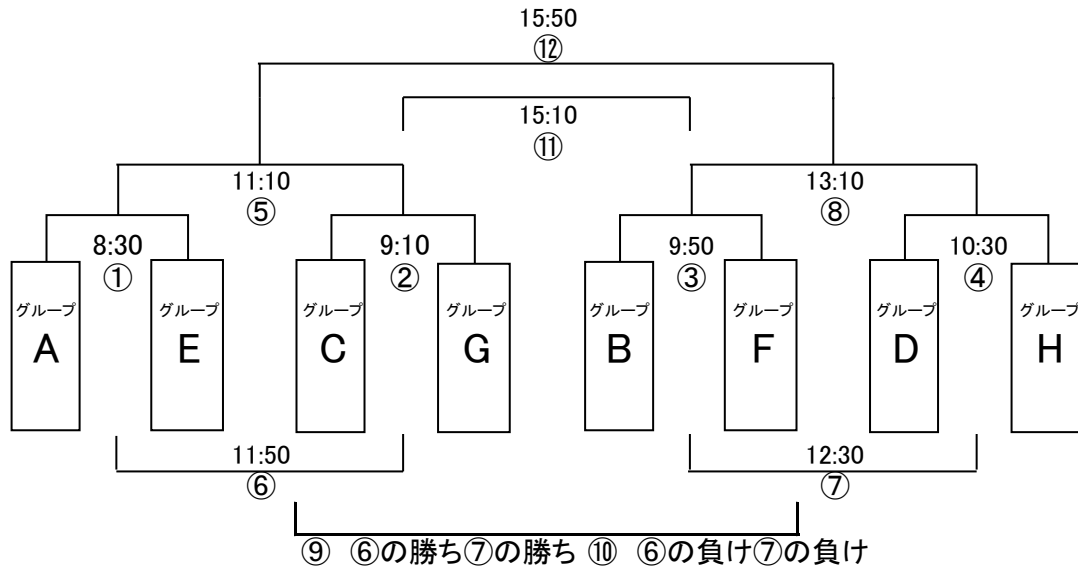 15:50
⑫
15:10
⑪
11:10
⑤
13:10
⑧
8:30
①
9:10
②
9:50
③
10:30
④
グループ
A
グループ
E
グループ
C
グループ
G
グループ
B
グループ
F
グループ
D
グループ
H
11:50
⑥
12:30
⑦
⑨ ⑥の勝ち⑦の勝ち ⑩ ⑥の負け⑦の負け